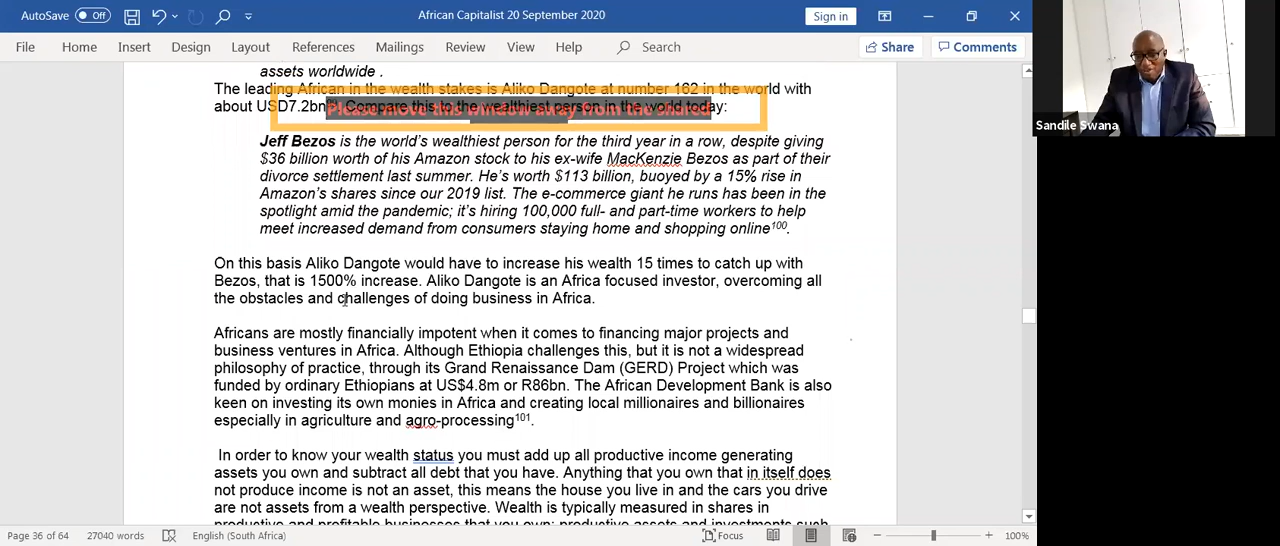 AutoSave Off African Capitalist 20 September 2020 Sign in
File Home Insert Design Layout References Mailings Review View Help Search Share Comments
assets worldwide .
The leading African in the wealth stakes is Aliko Dangote at number 162 in the world with
about USD7.2bn Compare this to the wealthiest person in the world today:
Please move this window away from the shared
Jeff Bezos is the world's wealthiest person for the third year in a row, despite giving
$36 billion worth of his Amazon stock to his ex-wife MacKenzie Bezos as part of their
divorce settlement last summer. He's worth $113 billion, buoyed by a 15% rise in
Amazon's shares since our 2019 list. The e-commerce giant he runs has been in the
spotlight amid the pandemic; it's hiring 100,000 full- and part-time workers to help
meet increased demand from consumers staying home and shopping online100.
On this basis Aliko Dangote would have to increase his wealth 15 times to catch up with
Bezos, that is 1500% increase. Aliko Dangote is an Africa focused investor, overcoming all
the obstacles and challenges of doing business in Africa.
Africans are mostly financially impotent when it comes to financing major projects and
business ventures in Africa. Although Ethiopia challenges this, but it is not a widespread
philosophy of practice, through its Grand Renaissance Dam (GERD) Project which was
funded by ordinary Ethiopians at US$4.8m or R86bn. The African Development Bank is also
keen on investing its own monies in Africa and creating local millionaires and billionaires
especially in agriculture and agro-processing101.
In order to know your wealth status you must add up all productive income generating
assets you own and subtract all debt that you have. Anything that you own that in itself does
not produce income is not an asset, this means the house you live in and the cars you drive
are not assets from a wealth perspective. Wealth is typically measured in shares in
productive and profitable businesses that you own; productive assets and investments such
Page 36 of 64 27040 words English (South Africa) Focus 100%
Sandile Swana